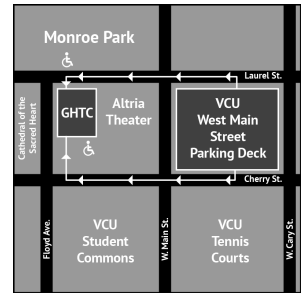 Monroe Park
Laurel St.
Cathedral of the
Sacred Heart
GHTC
Altria
Theater
VCU
West Main
Street
Parking Deck
Cherry St.
Floyd Ave.
VCU
Student
Commons
W. Main St.
VCU
Tennis
Courts
W. Cary St.